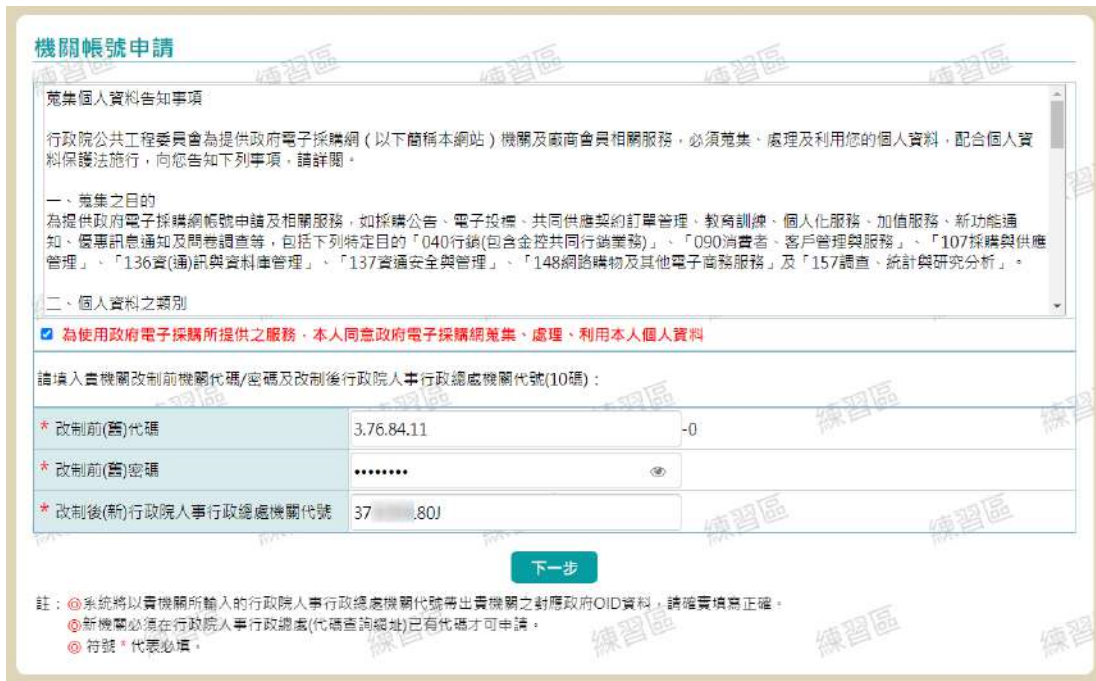 機關帳號申請
蒐集個人資料告知事項
行政院公共工程委員會為提供政府電子採購網(以下簡稱本網站)機關及廠商會員相關服務,必須蒐集、處理及利用您的個人資料,配合個人資
料保護法施行,向您告知下列事項,請詳閱。
一、蒐集之目的
為提供政府電子採購網帳號申請及相關服務,如採購公告、電子投標、共同供應契約訂單管理、教育訓練、個人化服務、加值服務、新功能通
知、優惠訊息通知及問卷調查等,包括下列特定目的「040行銷(包含金控共同行銷業務)」、「090消費者、客戶管理與服務」、「107採購與供應
管理」、「136資(通)訊與資料庫管理」、「137資通安全與管理」、「148網路購物及其他電子商務服務」及「157調查、統計與研究分析」。
二、個人資料之類別
為使用政府電子採購所提供之服務,本人同意政府電子採購網蒐集、處理、利用本人個人資料
請填入貴機關改制前機關代碼/密碼及改制後行政院人事行政總處機關代號(10碼):
* 改制前(舊)代碼 3.76.84.11 -0
* 改制前(舊)密碼 ••••••••
* 改制後(新)行政院人事行政總處機關代號 37 .80J
下一步
註:◎系統將以貴機關所輸入的行政院人事行政總處機關代號帶出貴機關之對應政府OID資料,請確實填寫正確。
◎新機關必須在行政院人事行政總處(代碼查詢網址)已有代碼才可申請。
◎ 符號 * 代表必填。
練習區